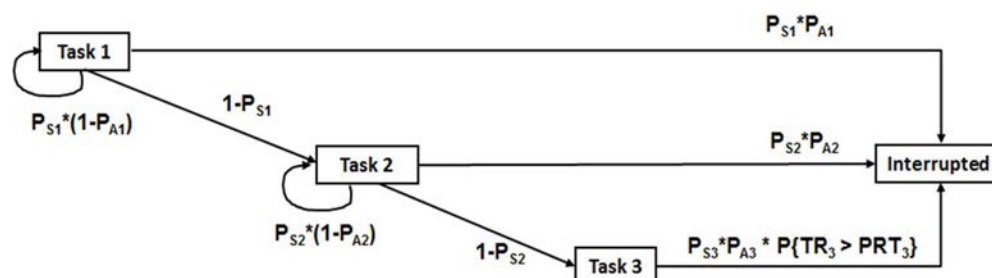 P_S1*P_A1
Task 1
P_S1*(1-P_A1)
1-P_S1
Task 2
P_S2*P_A2
Interrupted
P_S2*(1-P_A2)
1-P_S2
Task 3
P_S3*P_A3 * P{TR_3 > PRT_3}